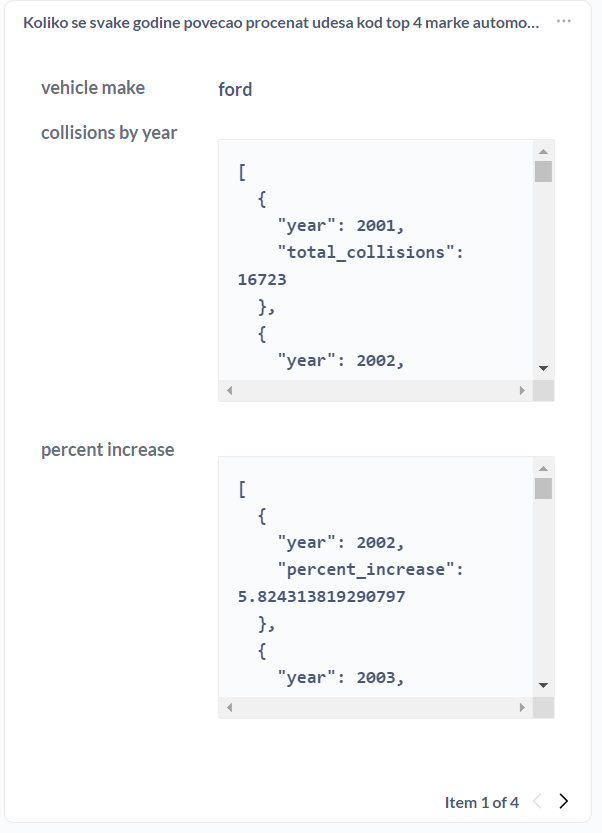 Koliko se svake godine povecao procenat udesa kod top 4 marke automo...
vehicle make
ford
collisions by year
[
{
"year": 2001,
"total_collisions":
16723
},
{
"year": 2002,
percent increase
[
{
"year": 2002,
"percent_increase":
5.824313819290797
},
{
"year": 2003,
Item 1 of 4